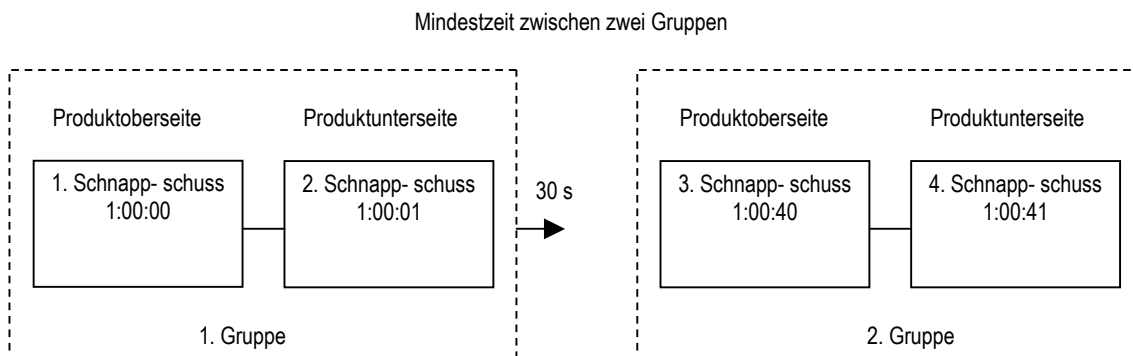 Mindestzeit zwischen zwei Gruppen
Produktoberseite
Produktunterseite
1. Schnapp- schuss
1:00:00
2. Schnapp- schuss
1:00:01
1. Gruppe
30 s
Produktoberseite
Produktunterseite
3. Schnapp- schuss
1:00:40
4. Schnapp- schuss
1:00:41
2. Gruppe